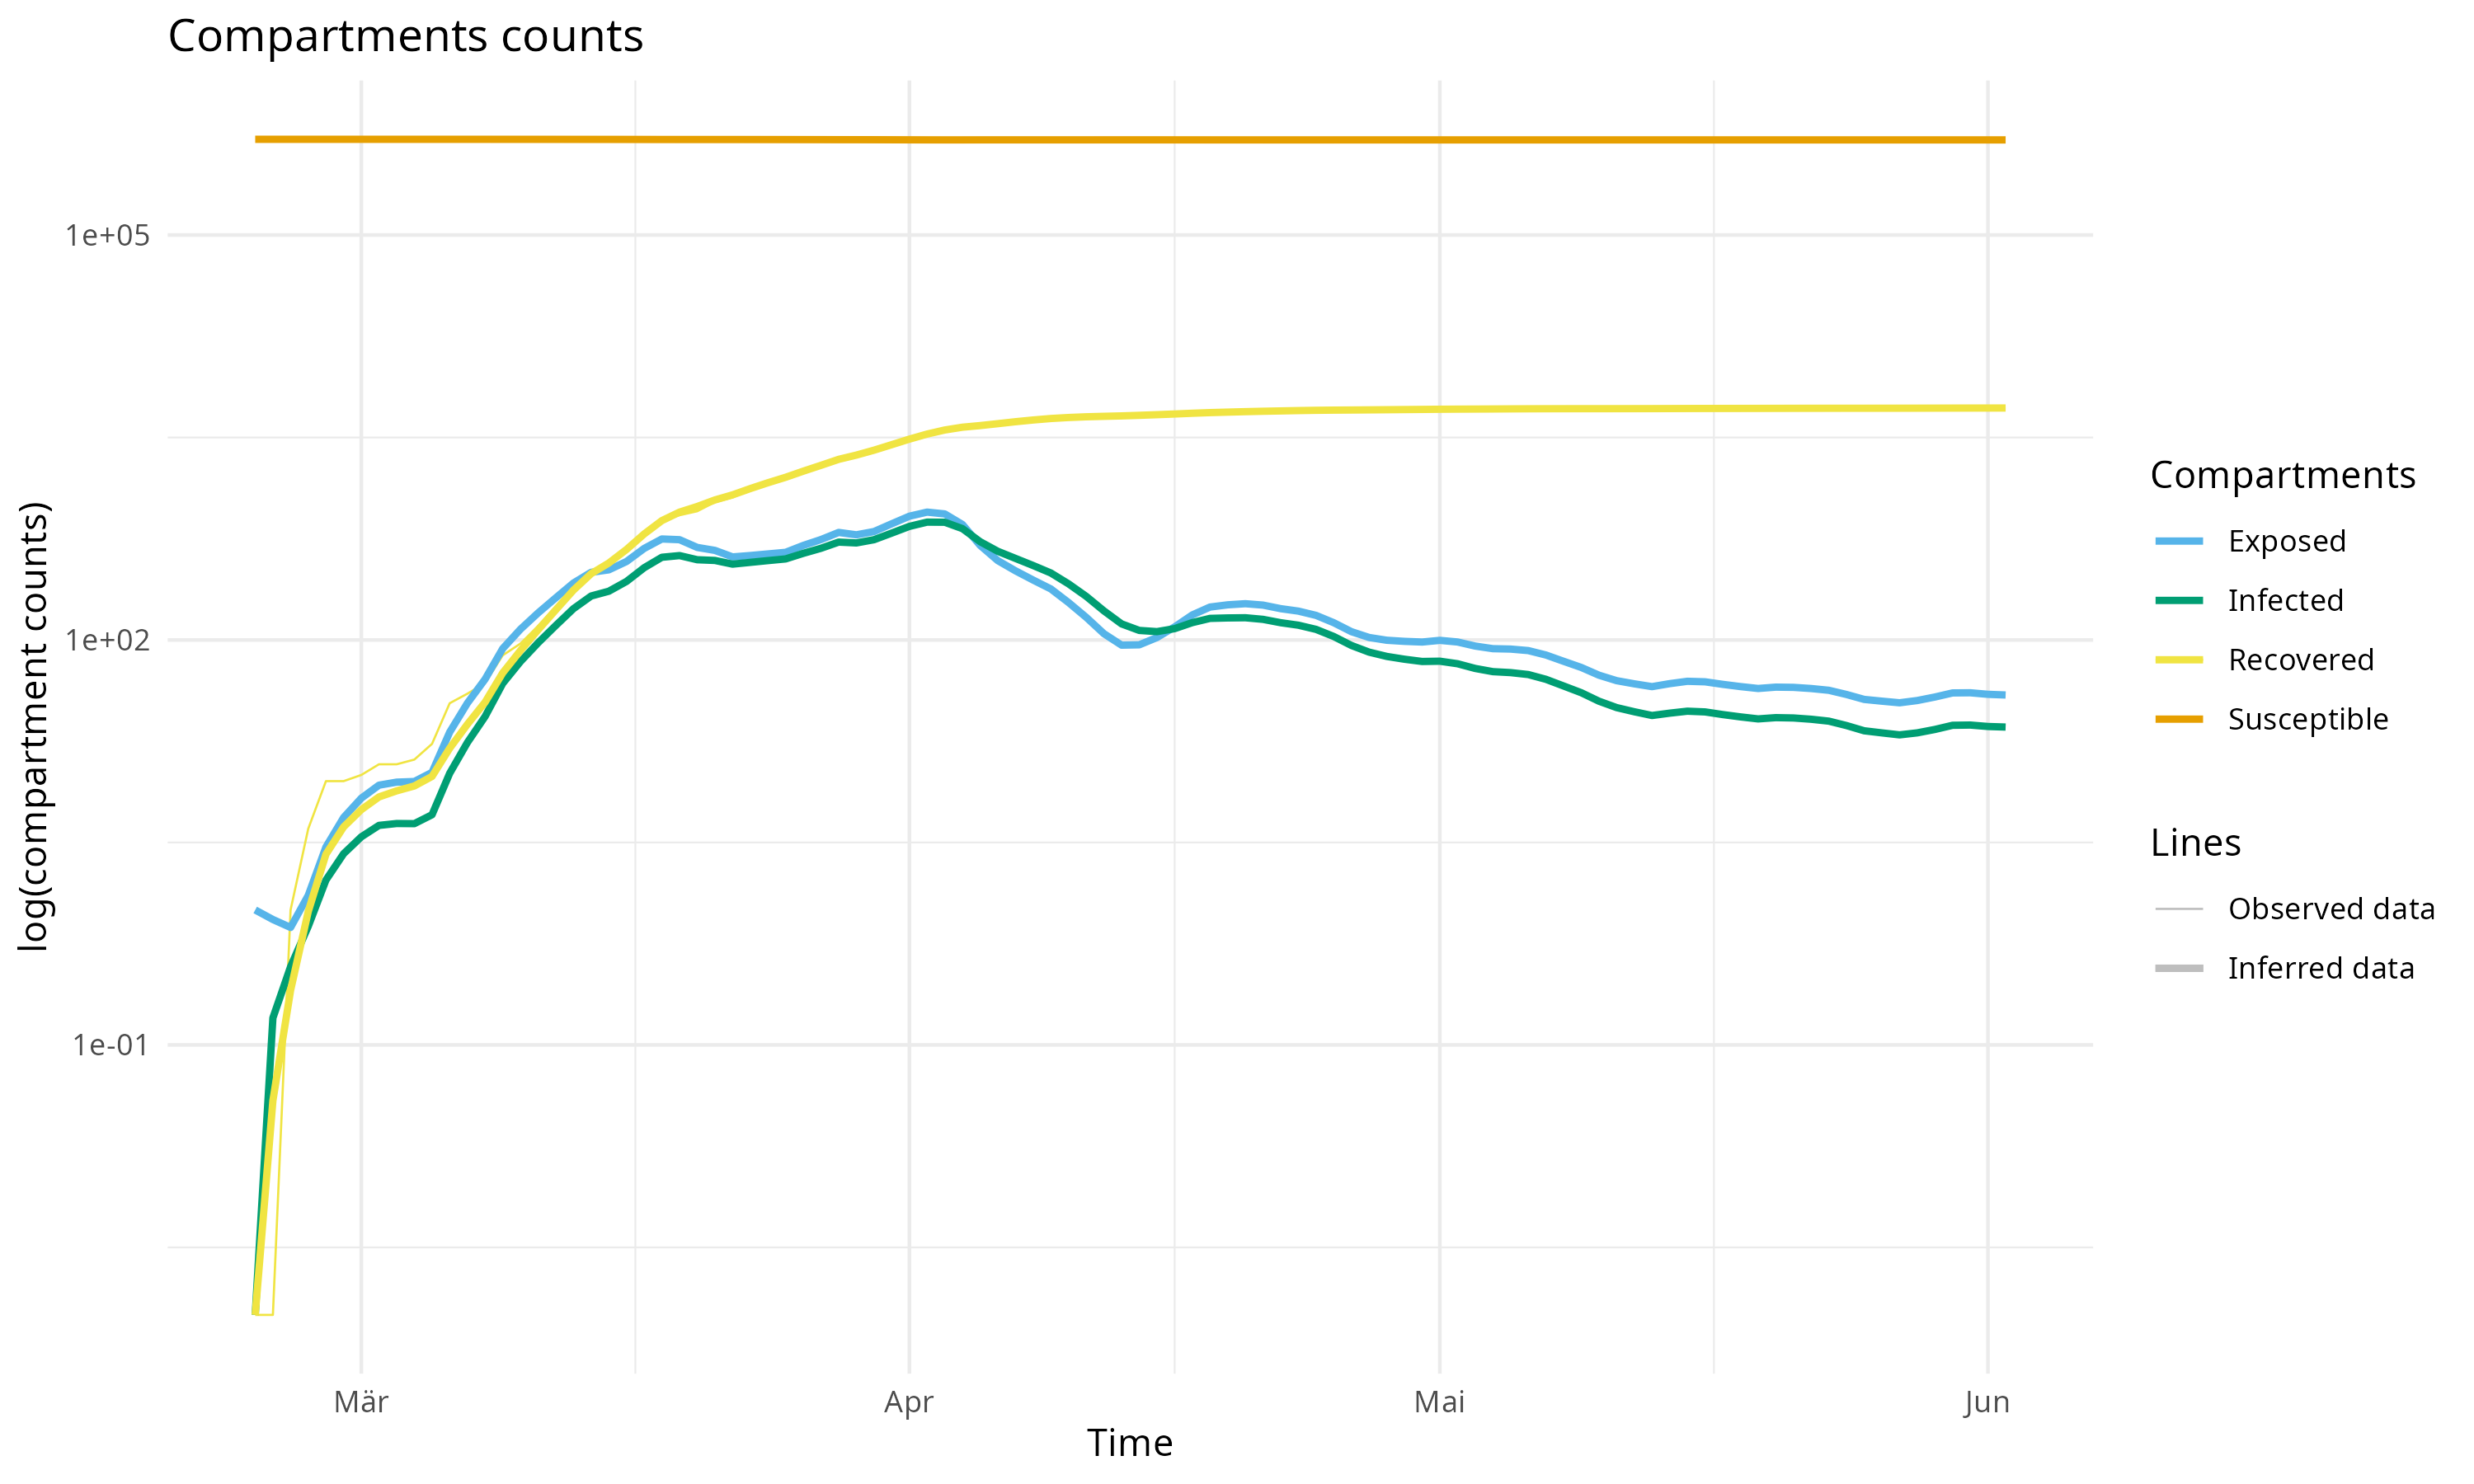 Compartments counts
log(compartment counts)
1e+05
1e+02
1e-01
Mär
Apr
Mai
Jun
Time
Compartments
Exposed
Infected
Recovered
Susceptible
Lines
Observed data
Inferred data